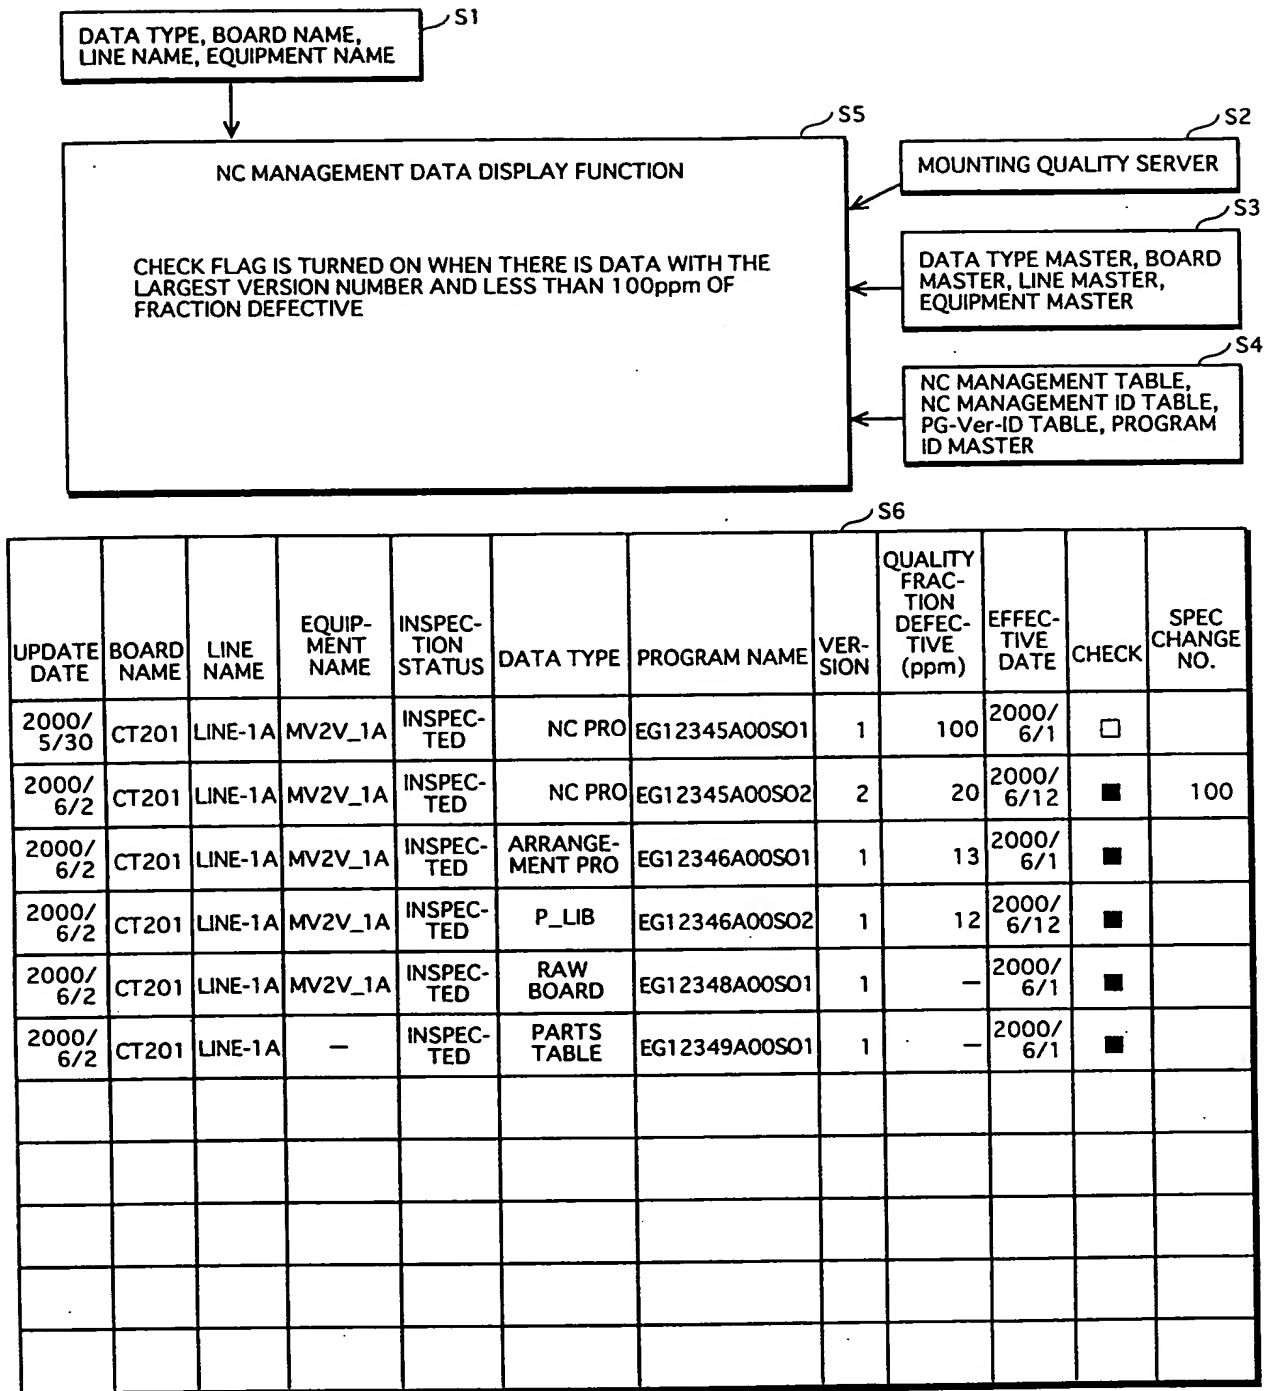 S1
DATA TYPE, BOARD NAME,
LINE NAME, EQUIPMENT NAME
S5
NC MANAGEMENT DATA DISPLAY FUNCTION
CHECK FLAG IS TURNED ON WHEN THERE IS DATA WITH THE
LARGEST VERSION NUMBER AND LESS THAN 100ppm OF
FRACTION DEFECTIVE
S2
MOUNTING QUALITY SERVER
S3
DATA TYPE MASTER, BOARD
MASTER, LINE MASTER,
EQUIPMENT MASTER
S4
NC MANAGEMENT TABLE,
NC MANAGEMENT ID TABLE,
PG-Ver-ID TABLE, PROGRAM
ID MASTER
S6
UPDATE
DATE
BOARD
NAME
LINE
NAME
EQUIP-
MENT
NAME
INSPEC-
TION
STATUS
DATA TYPE
PROGRAM NAME
VER-
SION
QUALITY
FRAC-
TION
DEFEC-
TIVE
(ppm)
EFFEC-
TIVE
DATE
CHECK
SPEC
CHANGE
NO.
2000/
5/30
CT201
LINE-1A
MV2V_1A
INSPEC-
TED
NC PRO
EG12345A00SO1
1
100
2000/
6/1
□
2000/
6/2
CT201
LINE-1A
MV2V_1A
INSPEC-
TED
NC PRO
EG12345A00SO2
2
20
2000/
6/12
■
100
2000/
6/2
CT201
LINE-1A
MV2V_1A
INSPEC-
TED
ARRANGE-
MENT PRO
EG12346A00SO1
1
13
2000/
6/1
■
2000/
6/2
CT201
LINE-1A
MV2V_1A
INSPEC-
TED
P_LIB
EG12346A00SO2
1
12
2000/
6/12
■
2000/
6/2
CT201
LINE-1A
MV2V_1A
INSPEC-
TED
RAW
BOARD
EG12348A00SO1
1
—
2000/
6/1
■
2000/
6/2
CT201
LINE-1A
—
INSPEC-
TED
PARTS
TABLE
EG12349A00SO1
1
—
2000/
6/1
■